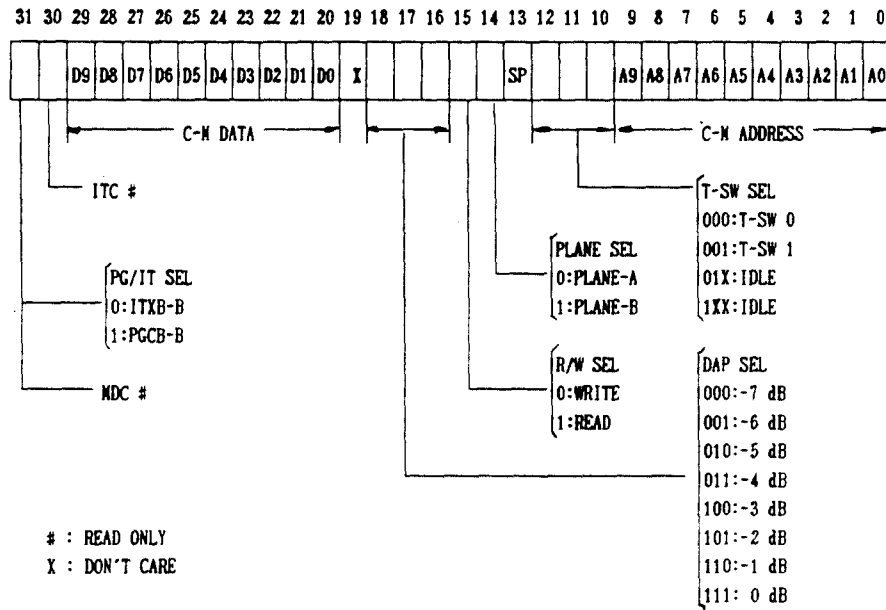 31 30 29 28 27 26 25 24 23 22 21 20 19 18 17 16 15 14 13 12 11 10 9 8 7 6 5 4 3 2 1 0
D9 D8 D7 D6 D5 D4 D3 D2 D1 D0 X SP A9 A8 A7 A6 A5 A4 A3 A2 A1 A0
C-M DATA
C-M ADDRESS
ITC #
T-SW SEL
000:T-SW 0
001:T-SW 1
01X:IDLE
1XX:IDLE
PLANE SEL
0:PLANE-A
1:PLANE-B
PG/IT SEL
0:ITXB-B
1:PGCB-B
MDC #
R/W SEL
0:WRITE
1:READ
DAP SEL
000:-7 dB
001:-6 dB
010:-5 dB
011:-4 dB
100:-3 dB
101:-2 dB
110:-1 dB
111: 0 dB
# : READ ONLY
X : DON'T CARE